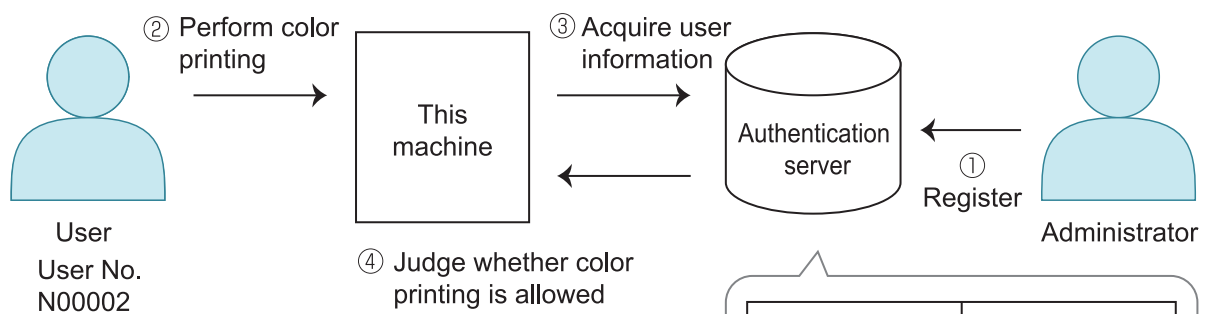 ② Perform color
printing
③ Acquire user
information
This
machine
Authentication
server
①
Register
User
User No.
N00002
④ Judge whether color
printing is allowed
Administrator